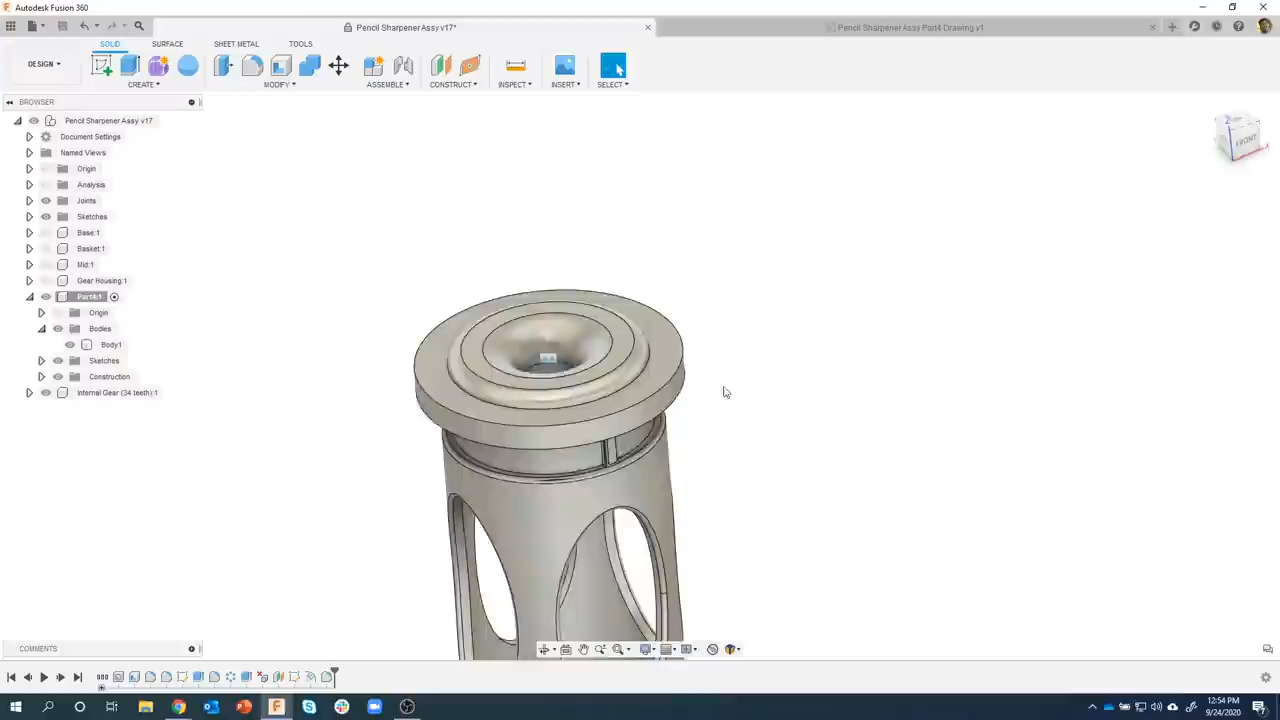 Autodesk Fusion 360
Pencil Sharpener Assy v17*
Pencil Sharpener Assy Part4 Drawing v1
SOLID
SURFACE
SHEET METAL
TOOLS
DESIGN
CREATE
MODIFY
ASSEMBLE
CONSTRUCT
INSPECT
INSERT
SELECT
BROWSER
Pencil Sharpener Assy v17
Document Settings
Named Views
Origin
Analysis
Joints
Sketches
Base:1
Basket:1
Mid:1
Gear Housing:1
Part4:1
Origin
Bodies
Body1
Sketches
Construction
Internal Gear (34 teeth):1
FRONT
Z
X
COMMENTS
12:54 PM
9/24/2020